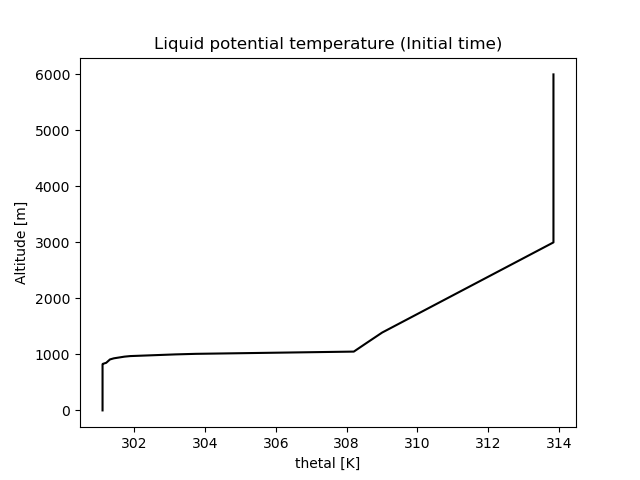 Liquid potential temperature (Initial time)
6000
5000
4000
3000
2000
1000
0
Altitude [m]
302 304 306 308 310 312 314
thetal [K]